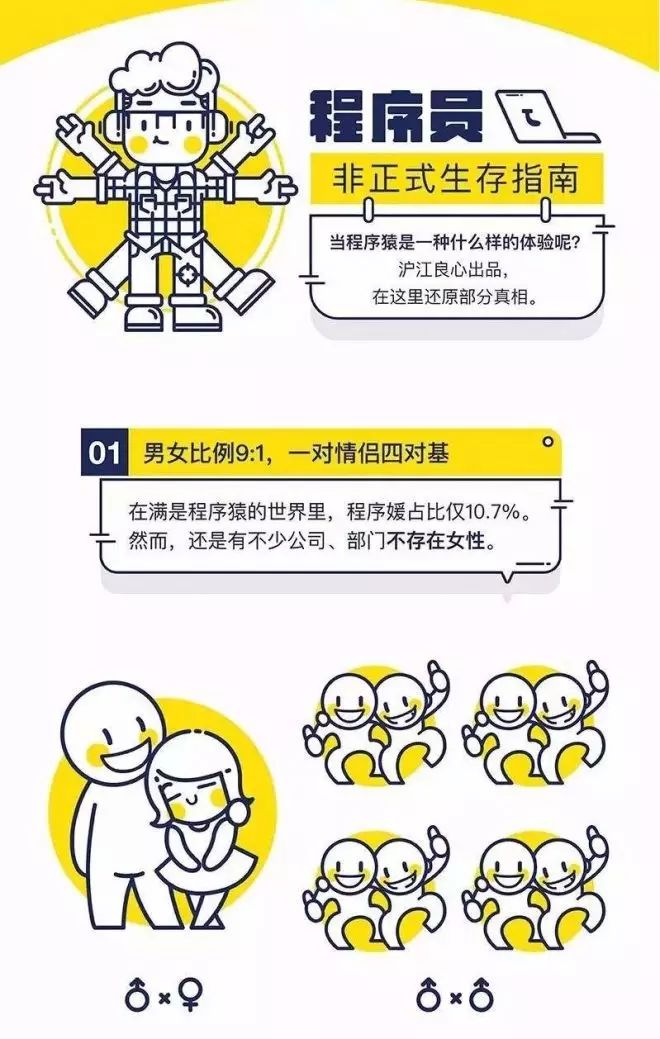 程序员
非正式生存指南
当程序猿是一种什么样的体验呢?
沪江良心出品，
在这里还原部分真相。
01 男女比例9:1，一对情侣四对基
在满是程序猿的世界里，程序媛占比仅10.7%。
然而，还是有不少公司、部门不存在女性。
♂×♀ ♂×♂